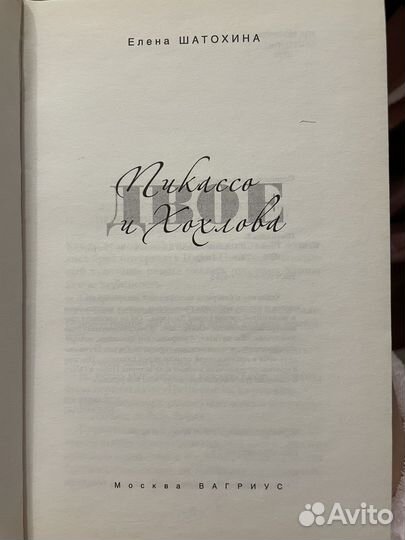 Елена ШАТОХИНА
ДВОЕ
Пикассо
и Хохлова
Москва ВАГРИУС
Avito